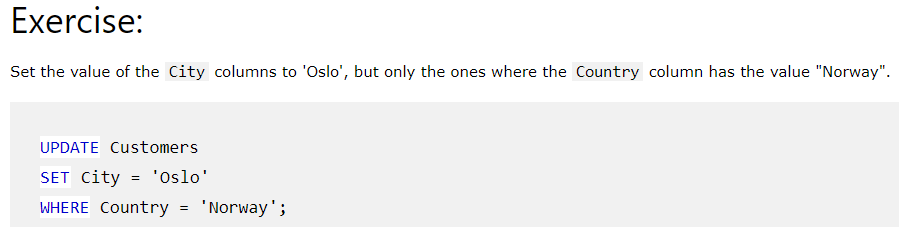 Exercise:
Set the value of the City columns to 'Oslo', but only the ones where the Country column has the value "Norway".
UPDATE Customers
SET City = 'Oslo'
WHERE Country = 'Norway';